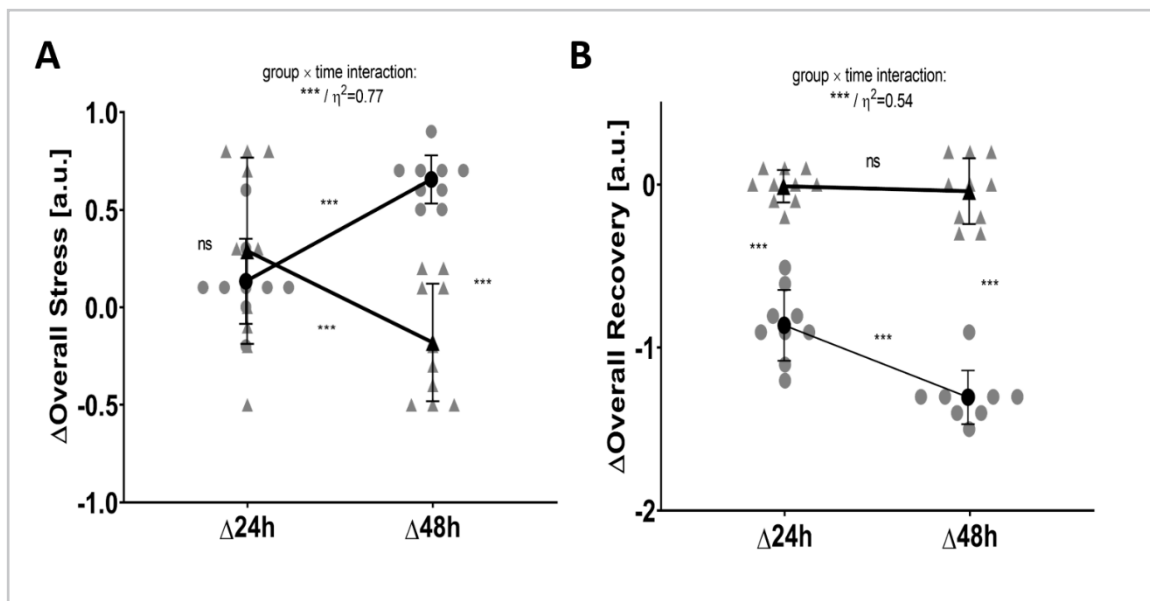 A
group × time interaction:
*** / η²=0.77
ΔOverall Stress [a.u.]
1.0
0.5
0.0
-0.5
-1.0
***
ns
***
***
Δ24h
Δ48h
B
group × time interaction:
*** / η²=0.54
ΔOverall Recovery [a.u.]
0
-1
-2
ns
***
***
***
Δ24h
Δ48h